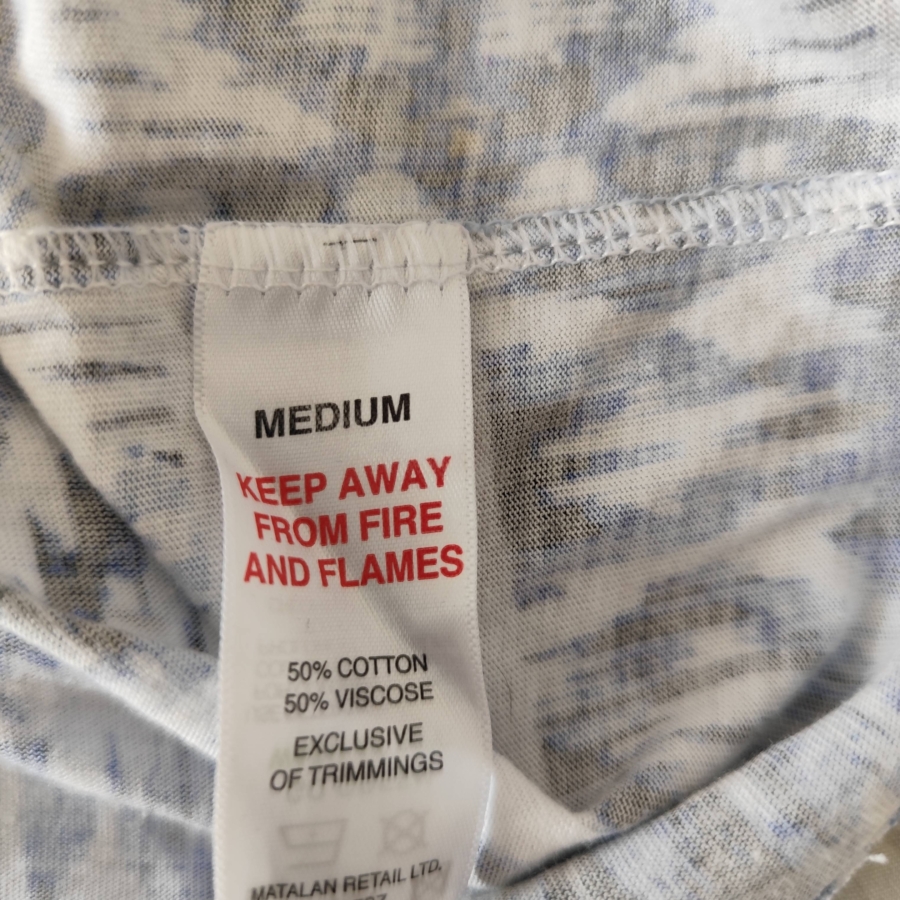 MEDIUM
KEEP AWAY
FROM FIRE
AND FLAMES
50% COTTON
50% VISCOSE
EXCLUSIVE
OF TRIMMINGS
MATALAN RETAIL LTD,